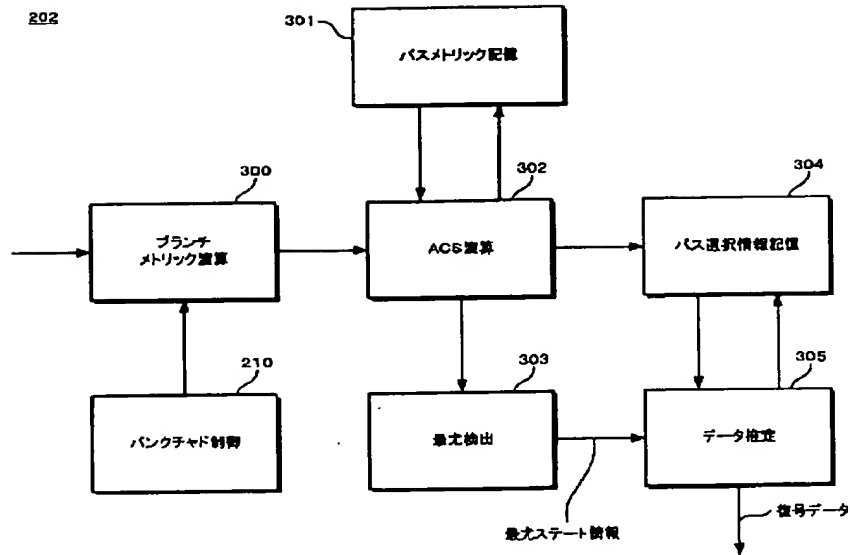 202
301
パスメトリック記憶
300
302
304
ブランチ
メトリック演算
ACS演算
パス選択情報記憶
210
303
305
パンクチャド制御
最尤検出
データ推定
最尤ステート情報
復号データ